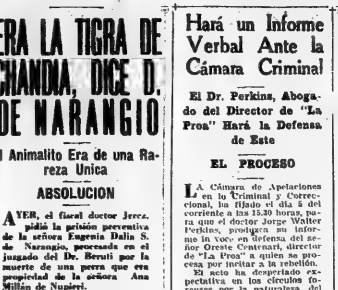 ERA LA TIGRA DE
CHANDIA, DICE D.
DE NARANGIO
l Animalito Era de una Ra-
reza Unica
ABSOLUCION
AYER, el fiscal doctor Jerez,
pidió la prisión preventiva
de la señora Eugenia Dalia S.
de Narangio, procesada en el
juzgado del Dr. Beruti por la
muerte de una perra que era
propiedad de la señora Ana
Millán de Nupieri.
Hará un Informe
Verbal Ante la
Cámara Criminal
El Dr. Perkins, Aboga-
do del Director de "La
Proa" Hará la Defensa
de Este
EL PROCESO
LA Cámara de Apelaciones
en lo Criminal y Correc-
cional, ha fijado el día 5 del
corriente a las 15.30 horas, pa-
ra que el doctor Jorge Walter
Perkins, produzca su infor-
me in voce en defensa del se-
ñor Oreste Centenari, director
de "La Proa" a quien se pro-
cesa por incitar a la rebelión.
El acto ha despertado ex-
pectativa en los círculos fo-
renses por la naturaleza del